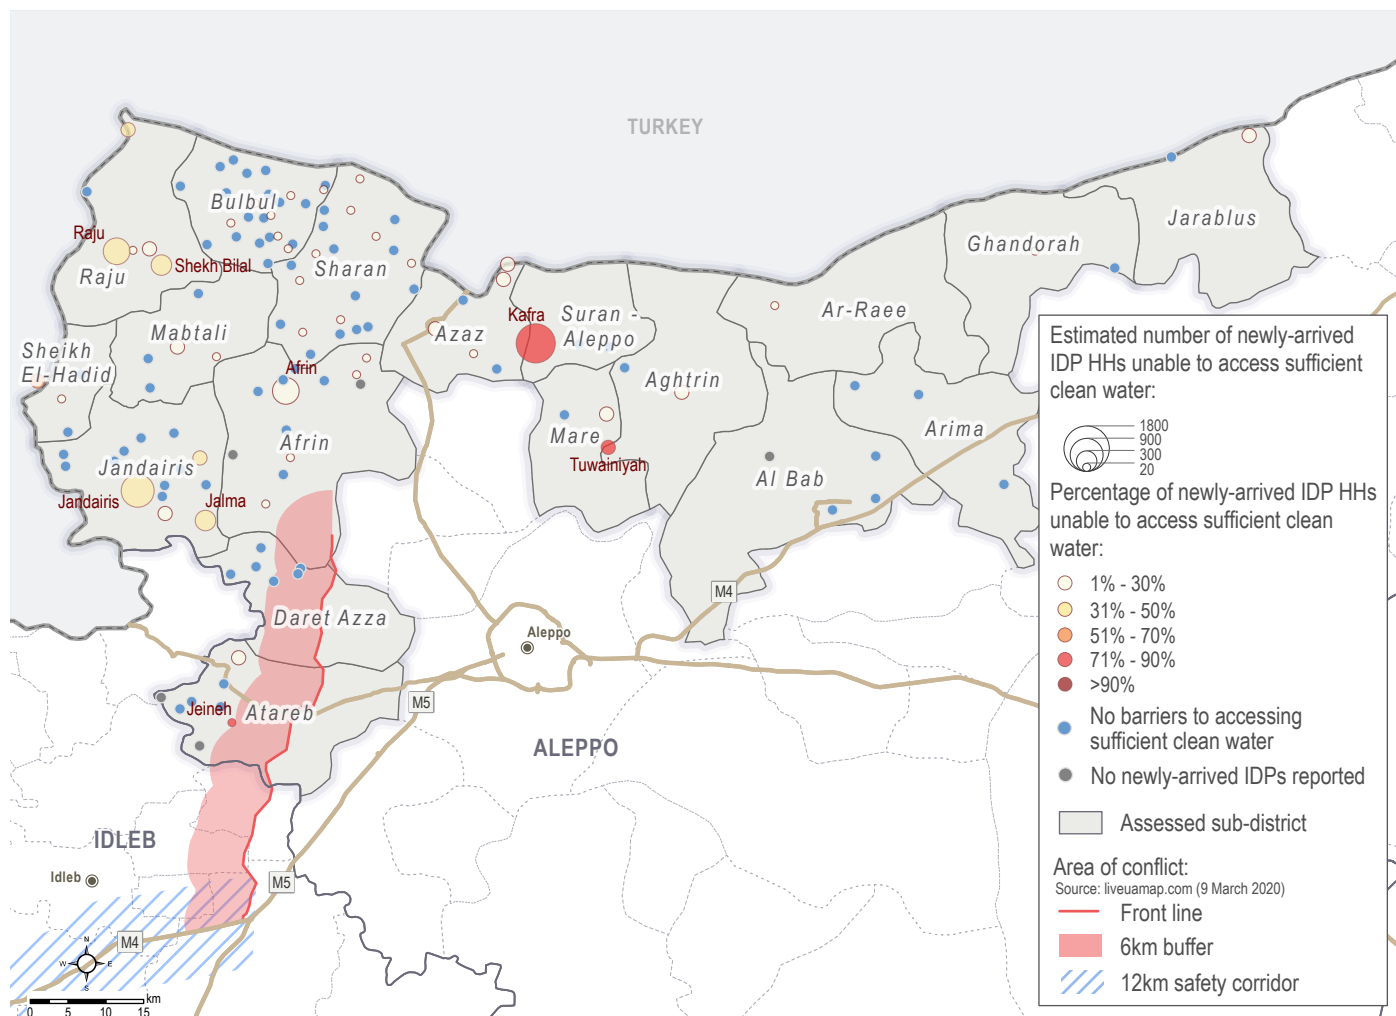 TURKEY
Bulbul
Jarablus
Raju
Shekh Bilal
Raju
Sharan
Ghandorah
Mabtali
Kafra
Suran -
Aleppo
Ar-Raee
Azaz
Sheikh
El-Hadid
Afrin
Aghtrin
Afrin
Mare
Arima
Tuwainiyah
Al Bab
Jandairis
Jandairis
Jalma
M4
Daret Azza
Aleppo
Jeineh
Atareb
M5
ALEPPO
IDLEB
Idleb
M5
M4
N
W
E
S
km
0 5 10 15
Estimated number of newly-arrived
IDP HHs unable to access sufficient
clean water:
1800
900
300
20
Percentage of newly-arrived IDP HHs
unable to access sufficient clean
water:
1% - 30%
31% - 50%
51% - 70%
71% - 90%
>90%
No barriers to accessing
sufficient clean water
No newly-arrived IDPs reported
Assessed sub-district
Area of conflict:
Source: liveuamap.com (9 March 2020)
Front line
6km buffer
12km safety corridor